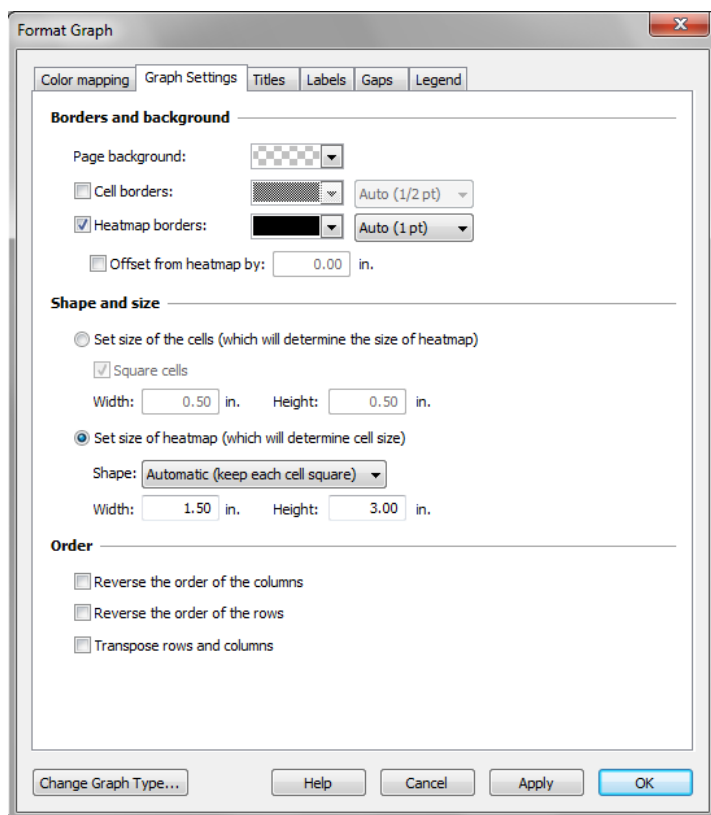 Format Graph
x
Color mapping Graph Settings Titles Labels Gaps Legend
Borders and background
Page background:
Cell borders: Auto (1/2 pt)
Heatmap borders: Auto (1 pt)
Offset from heatmap by: 0.00 in.
Shape and size
Set size of the cells (which will determine the size of heatmap)
Square cells
Width: 0.50 in. Height: 0.50 in.
Set size of heatmap (which will determine cell size)
Shape: Automatic (keep each cell square)
Width: 1.50 in. Height: 3.00 in.
Order
Reverse the order of the columns
Reverse the order of the rows
Transpose rows and columns
Change Graph Type... Help Cancel Apply OK